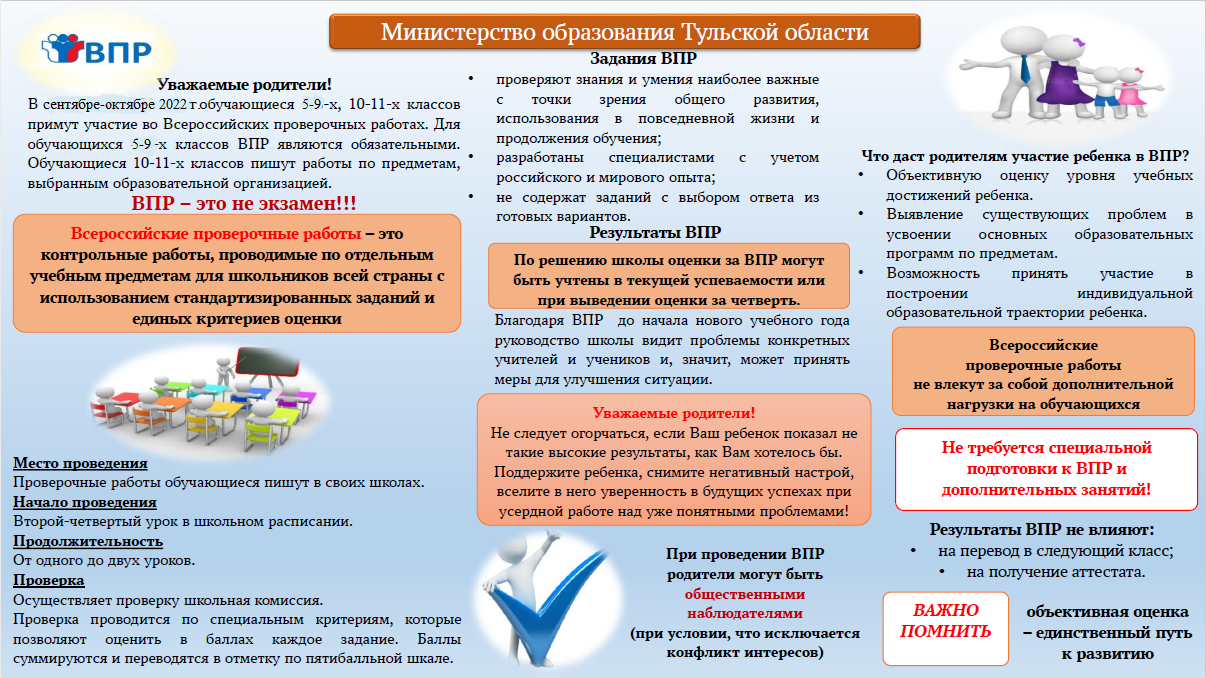 ВПР
Министерство образования Тульской области
Уважаемые родители!
В сентябре-октябре 2022 г.обучающиеся 5-9-х, 10-11-х классов
примут участие во Всероссийских проверочных работах. Для
обучающихся 5-9 -х классов ВПР являются обязательными.
Обучающиеся 10-11-х классов пишут работы по предметам,
выбранным образовательной организацией.
ВПР – это не экзамен!!!
Всероссийские проверочные работы – это
контрольные работы, проводимые по отдельным
учебным предметам для школьников всей страны с
использованием стандартизированных заданий и
единых критериев оценки
Место проведения
Проверочные работы обучающиеся пишут в своих школах.
Начало проведения
Второй-четвертый урок в школьном расписании.
Продолжительность
От одного до двух уроков.
Проверка
Осуществляет проверку школьная комиссия.
Проверка проводится по специальным критериям, которые
позволяют оценить в баллах каждое задание. Баллы
суммируются и переводятся в отметку по пятибалльной шкале.
Задания ВПР
• проверяют знания и умения наиболее важные
с точки зрения общего развития,
использования в повседневной жизни и
продолжения обучения;
• разработаны специалистами с учетом
российского и мирового опыта;
• не содержат заданий с выбором ответа из
готовых вариантов.
Результаты ВПР
По решению школы оценки за ВПР могут
быть учтены в текущей успеваемости или
при выведении оценки за четверть.
Благодаря ВПР до начала нового учебного года
руководство школы видит проблемы конкретных
учителей и учеников и, значит, может принять
меры для улучшения ситуации.
Уважаемые родители!
Не следует огорчаться, если Ваш ребенок показал не
такие высокие результаты, как Вам хотелось бы.
Поддержите ребенка, снимите негативный настрой,
вселите в него уверенность в будущих успехах при
усердной работе над уже понятными проблемами!
При проведении ВПР
родители могут быть
общественными
наблюдателями
(при условии, что исключается
конфликт интересов)
Что даст родителям участие ребенка в ВПР?
• Объективную оценку уровня учебных
достижений ребенка.
• Выявление существующих проблем в
усвоении основных образовательных
программ по предметам.
• Возможность принять участие в
построении индивидуальной
образовательной траектории ребенка.
Всероссийские
проверочные работы
не влекут за собой дополнительной
нагрузки на обучающихся
Не требуется специальной
подготовки к ВПР и
дополнительных занятий!
Результаты ВПР не влияют:
• на перевод в следующий класс;
• на получение аттестата.
ВАЖНО
ПОМНИТЬ
объективная оценка
– единственный путь
к развитию